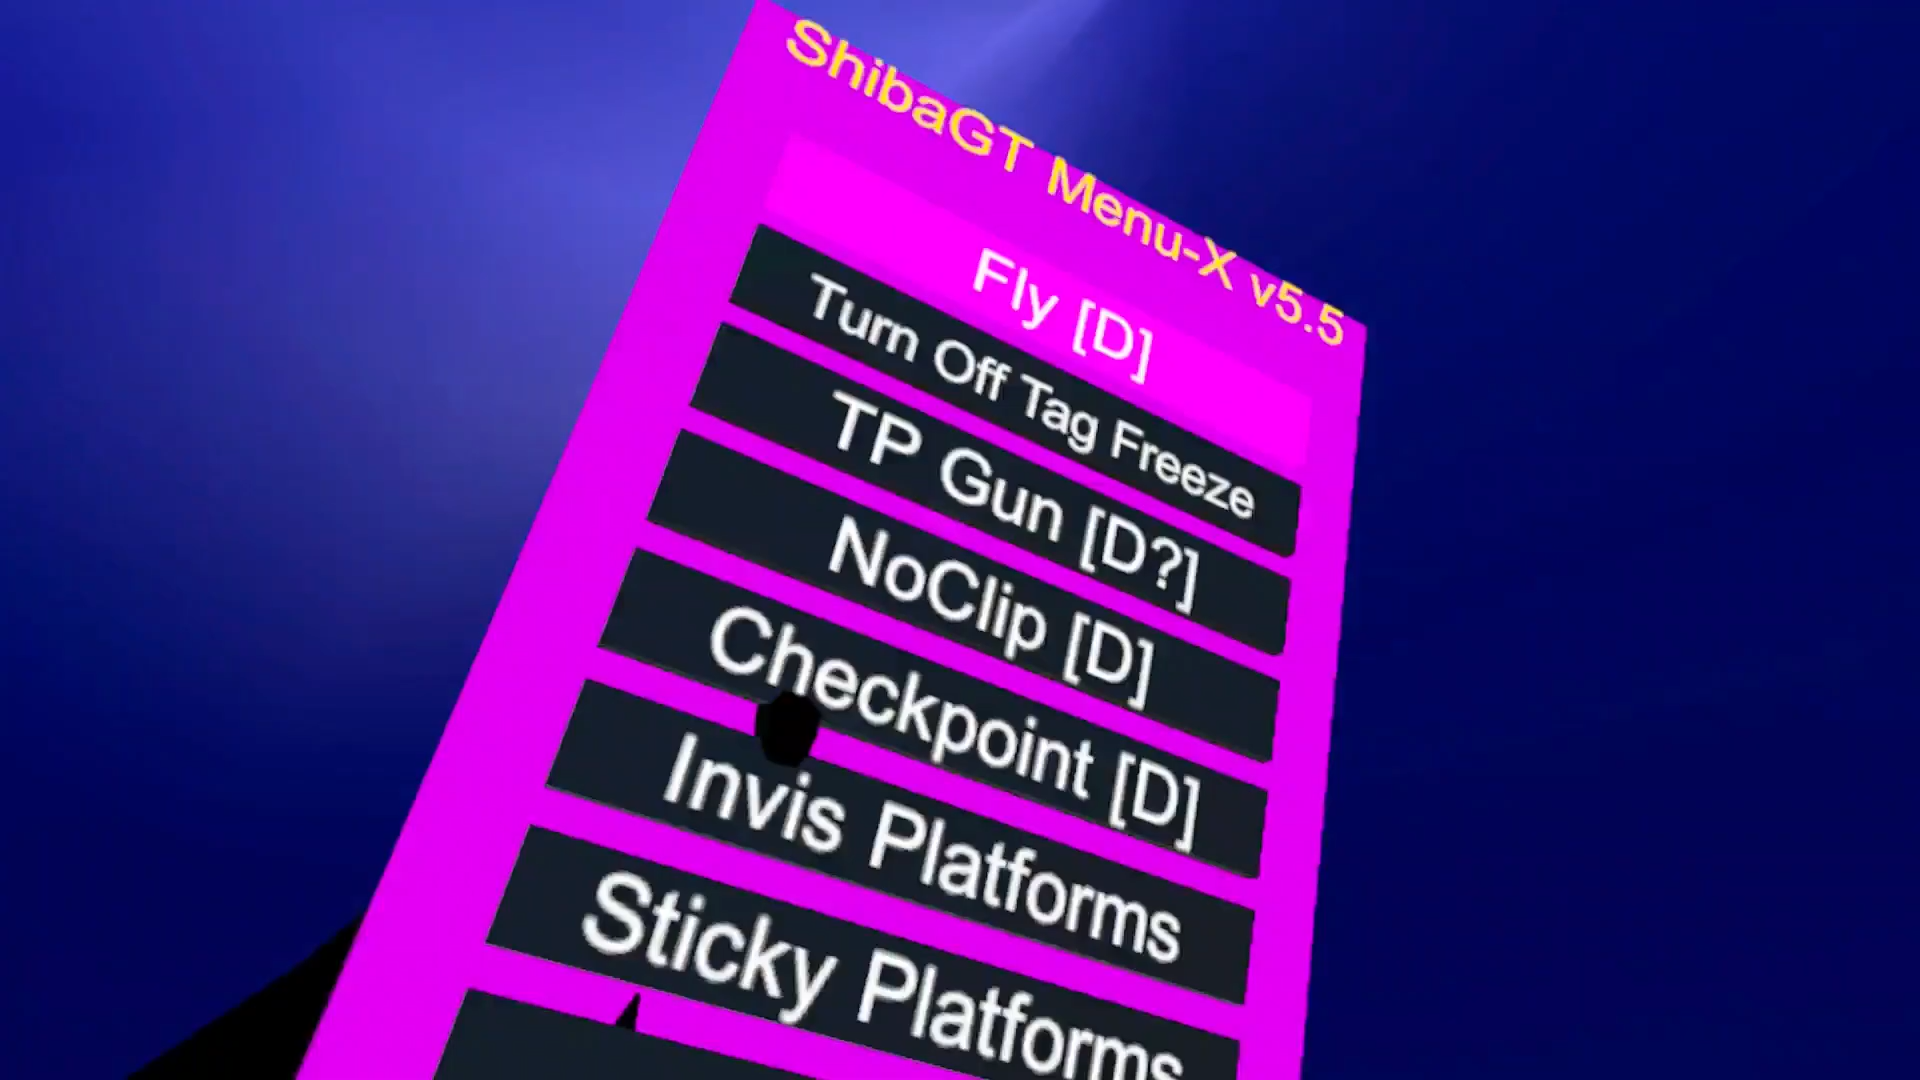 ShibaGT Menu-X v5.5
Fly [D]
Turn Off Tag Freeze
TP Gun [D?]
NoClip [D]
Checkpoint [D]
Invis Platforms
Sticky Platforms